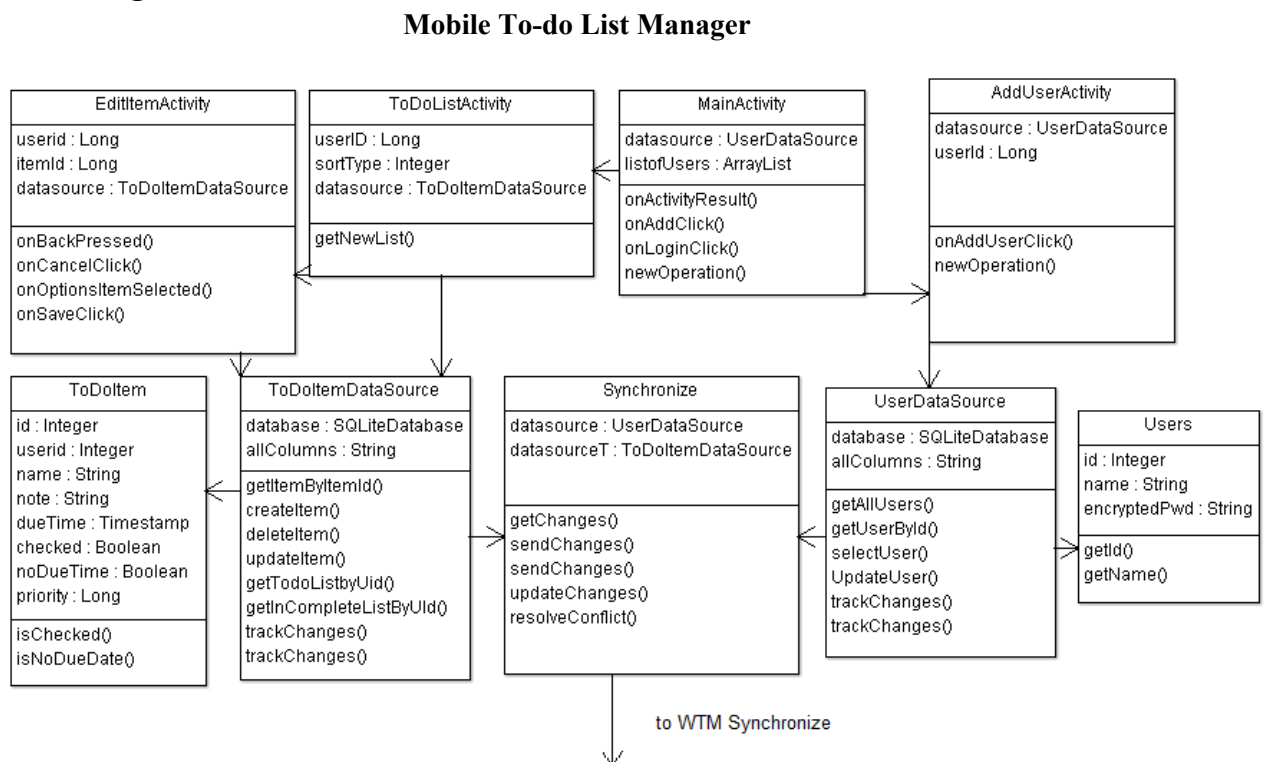 Mobile To-do List Manager
EditItemActivity
userid : Long
itemId : Long
datasource : ToDoItemDataSource
onBackPressed()
onCancelClick()
onOptionsItemSelected()
onSaveClick()
ToDoListActivity
userID : Long
sortType : Integer
datasource : ToDoItemDataSource
getNewList()
MainActivity
datasource : UserDataSource
listofUsers : ArrayList
onActivityResult()
onAddClick()
onLoginClick()
newOperation()
AddUserActivity
datasource : UserDataSource
userId : Long
onAddUserClick()
newOperation()
ToDoItem
id : Integer
userid : Integer
name : String
note : String
dueTime : Timestamp
checked : Boolean
noDueTime : Boolean
priority : Long
isChecked()
isNoDueDate()
ToDoItemDataSource
database : SQLiteDatabase
allColumns : String
getItemByItemId()
createItem()
deleteItem()
updateItem()
getTodoListbyUid()
getInCompleteListByUId()
trackChanges()
trackChanges()
Synchronize
datasource : UserDataSource
datasourceT : ToDoItemDataSource
getChanges()
sendChanges()
sendChanges()
updateChanges()
resolveConflict()
UserDataSource
database : SQLiteDatabase
allColumns : String
getAllUsers()
getUserById()
selectUser()
UpdateUser()
trackChanges()
trackChanges()
Users
id : Integer
name : String
encryptedPwd : String
getId()
getName()
to WTM Synchronize